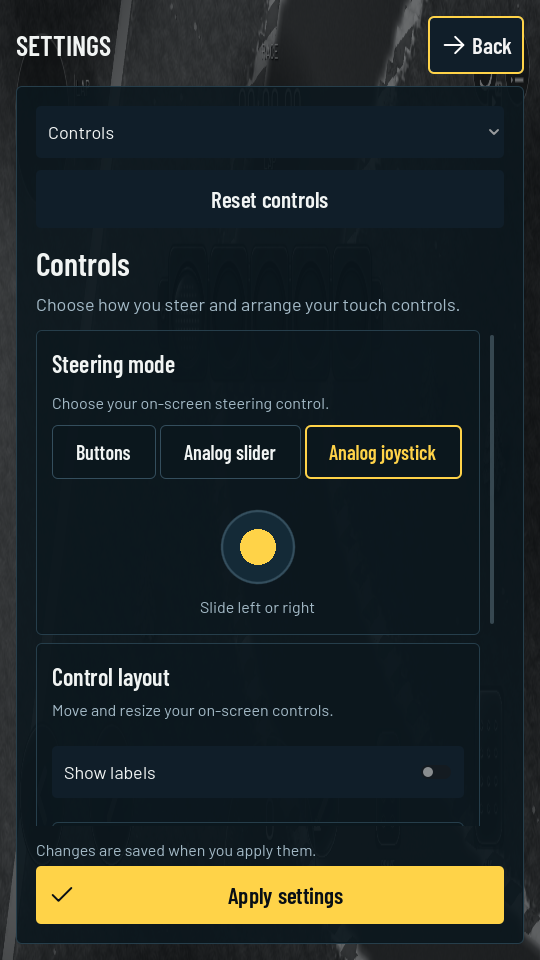 SETTINGS
Back
Controls
Reset controls
Controls
Choose how you steer and arrange your touch controls.
Steering mode
Choose your on-screen steering control.
Buttons
Analog slider
Analog joystick
Slide left or right
Control layout
Move and resize your on-screen controls.
Show labels
Changes are saved when you apply them.
Apply settings